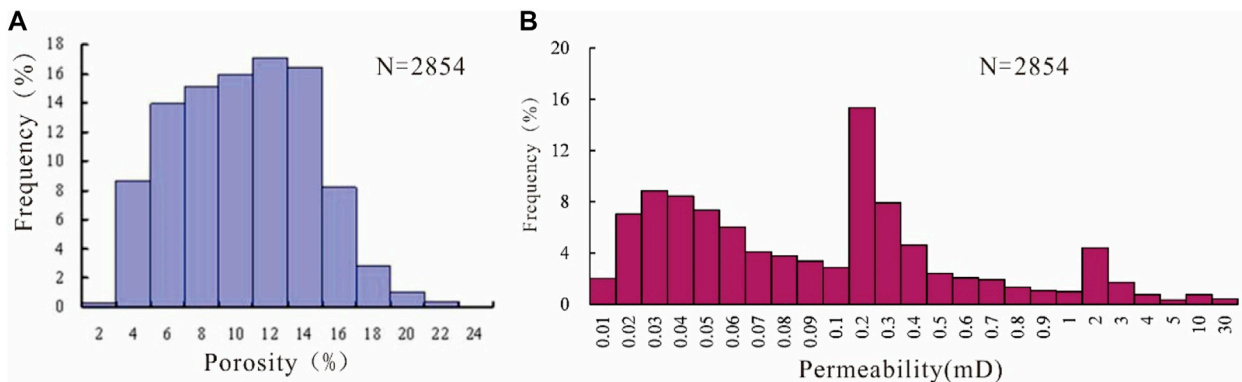 A
Frequency (%)
18
16
14
12
10
8
6
4
2
0
N=2854
2 4 6 8 10 12 14 16 18 20 22 24
Porosity (%)
B
Frequency (%)
20
16
12
8
4
0
N=2854
0.01 0.02 0.03 0.04 0.05 0.06 0.07 0.08 0.09 0.1 0.2 0.3 0.4 0.5 0.6 0.7 0.8 0.9 1 2 3 4 5 10 30
Permeability(mD)